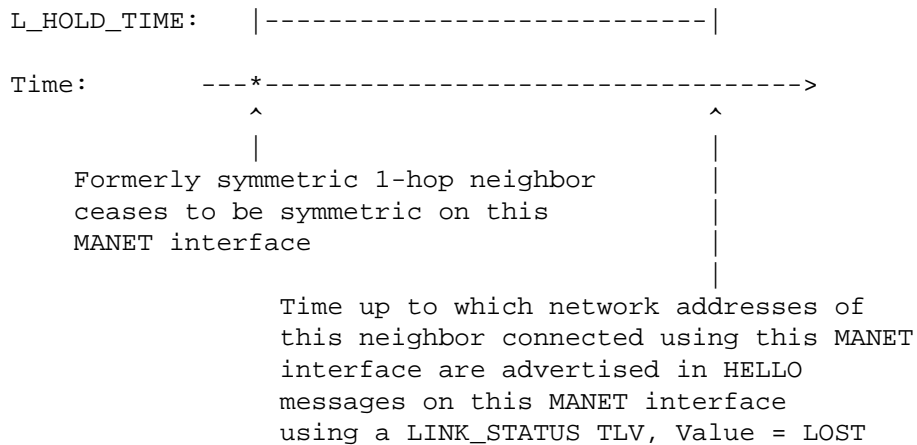 L_HOLD_TIME:   |-----------------------------|
Time:       ---*----------------------------------->
^                             ^
|                             |
Formerly symmetric 1-hop neighbor       |
ceases to be symmetric on this          |
MANET interface                         |
|
Time up to which network addresses of
this neighbor connected using this MANET
interface are advertised in HELLO
messages on this MANET interface
using a LINK_STATUS TLV, Value = LOST